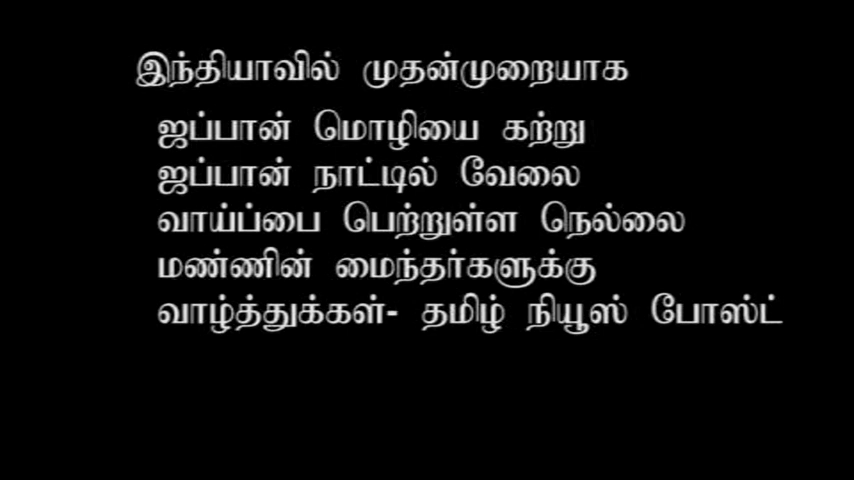 இந்தியாவில் முதன்முறையாக
ஜப்பான் மொழியை கற்று
ஜப்பான் நாட்டில் வேலை
வாய்ப்பை பெற்றுள்ள நெல்லை
மண்ணின் மைந்தர்களுக்கு
வாழ்த்துக்கள்- தமிழ் நியூஸ் போஸ்ட்